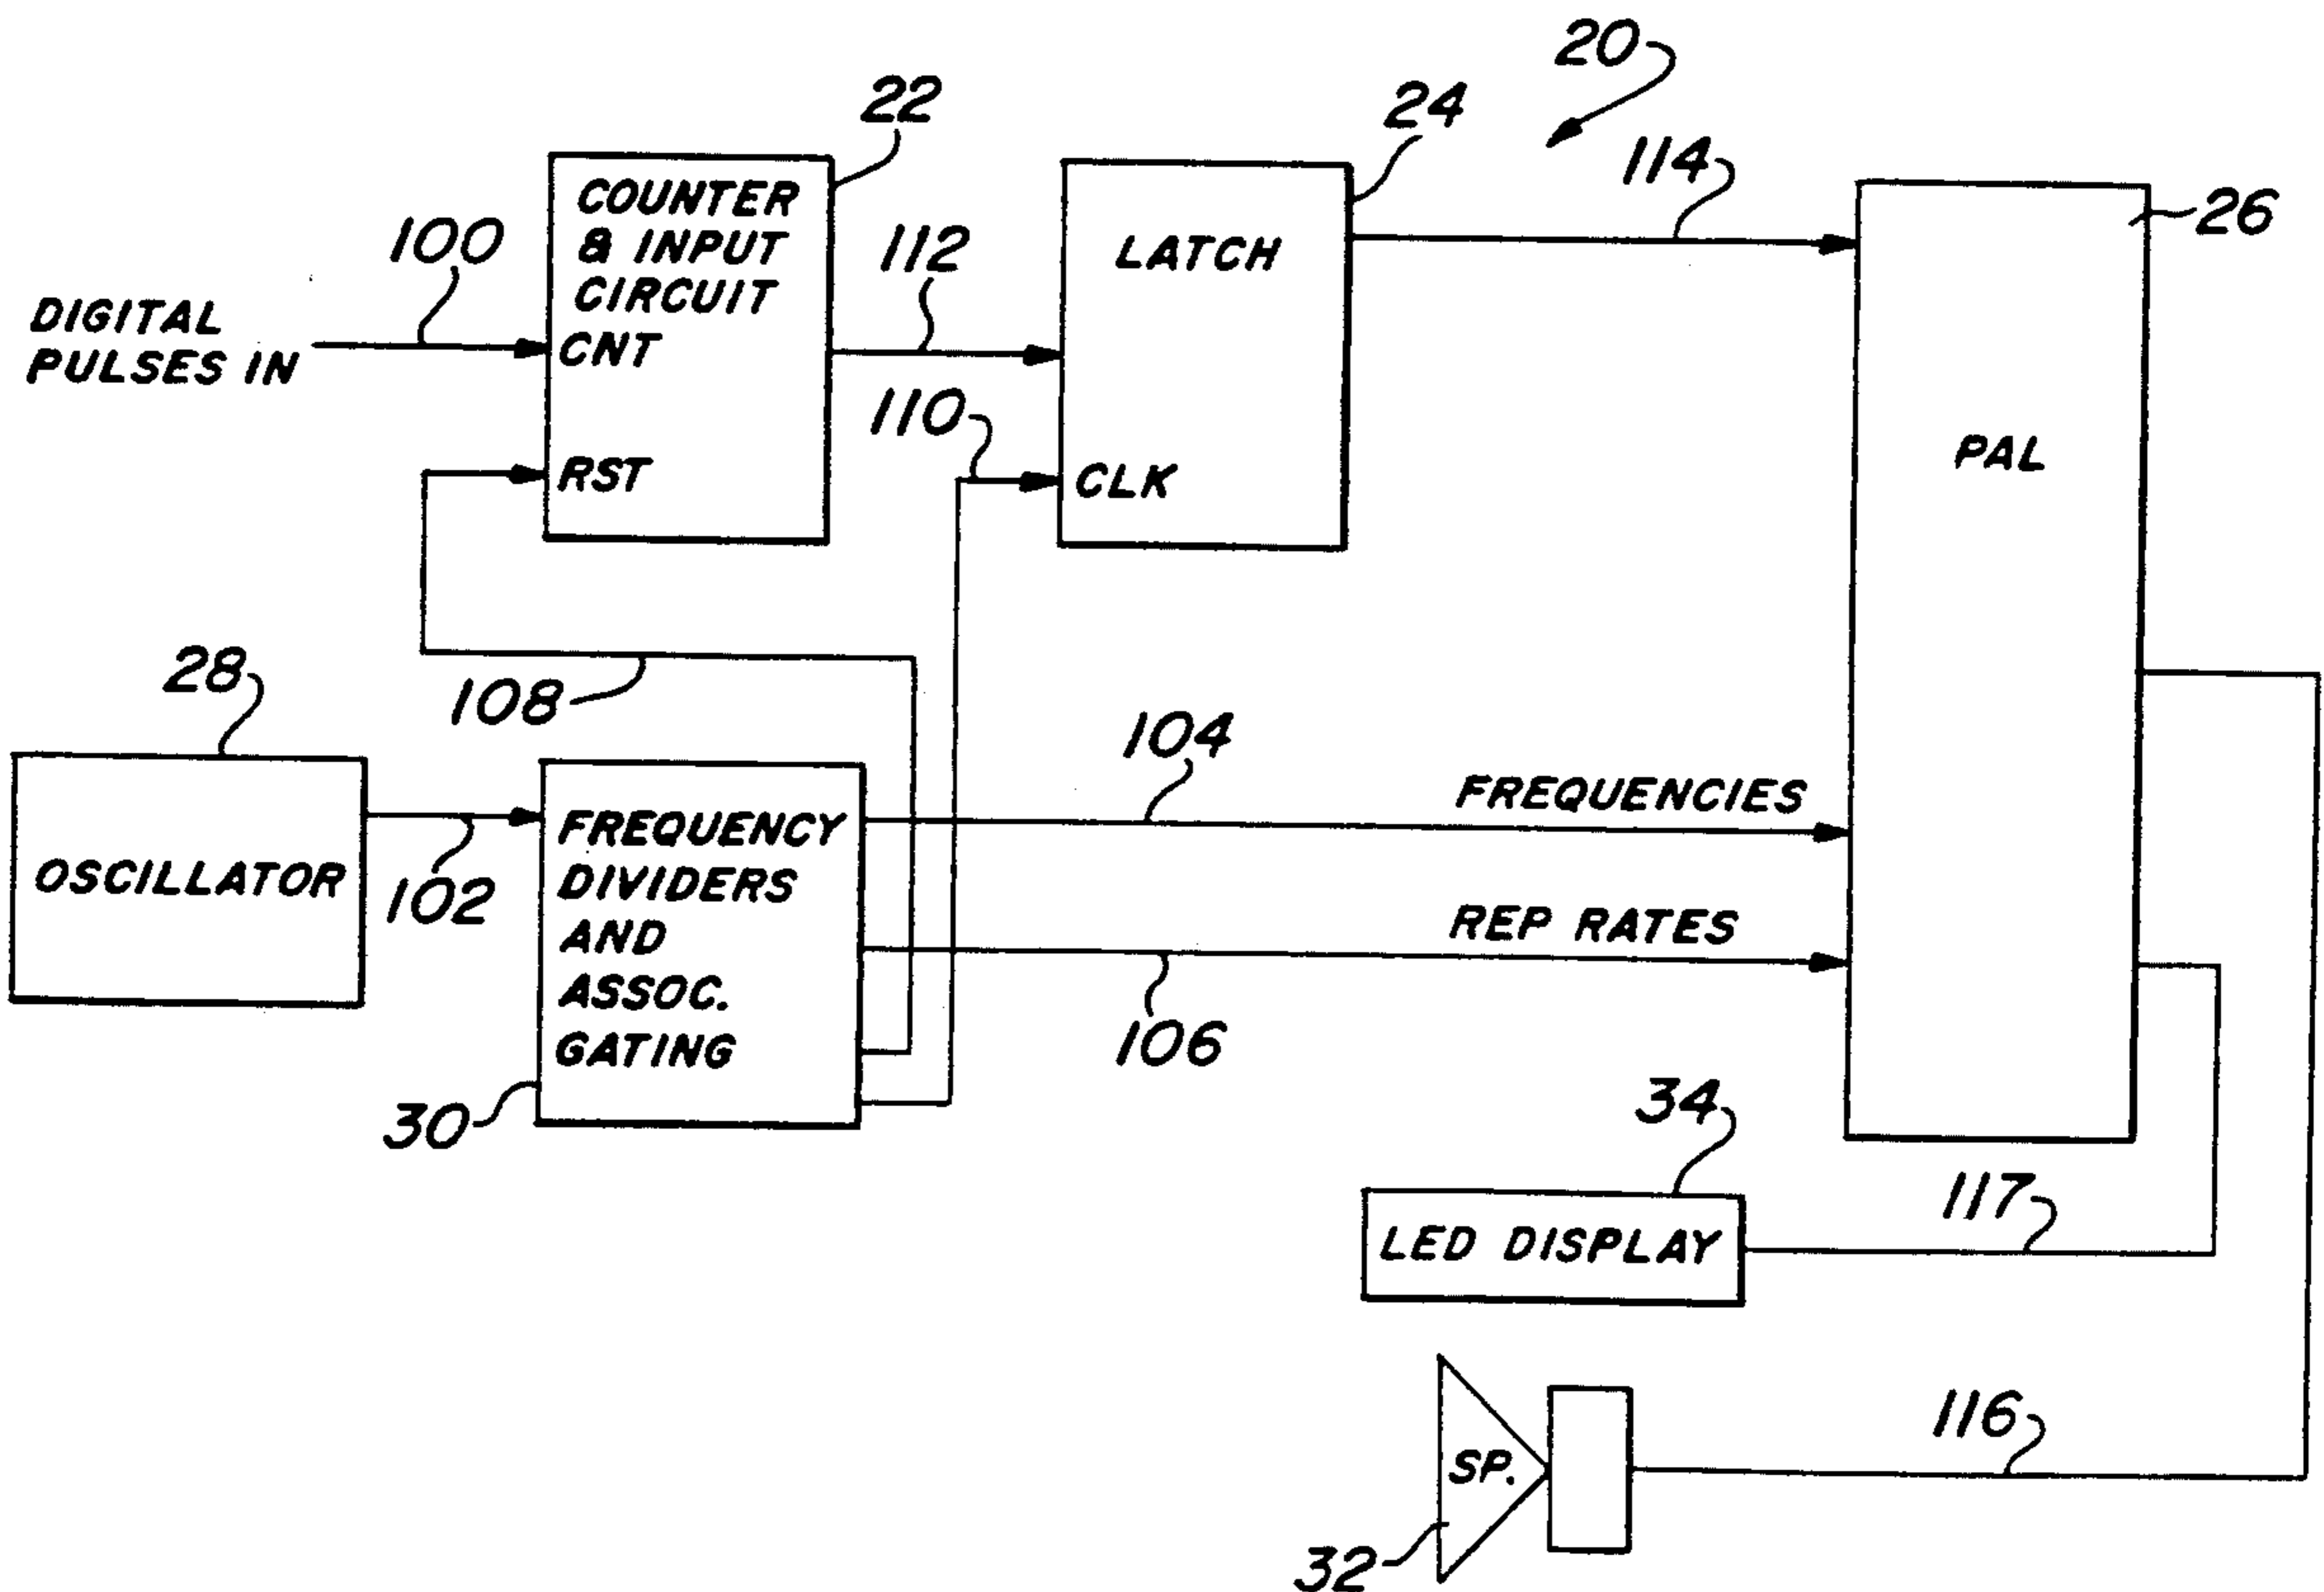 20
22
24
114
26
COUNTER
& INPUT
CIRCUIT
CNT
RST
100
112
110
LATCH
CLK
PAL
DIGITAL
PULSES IN
28
108
104
FREQUENCIES
OSCILLATOR
102
FREQUENCY
DIVIDERS
AND
ASSOC.
GATING
REP RATES
106
30
34
117
LED DISPLAY
116
SP.
32